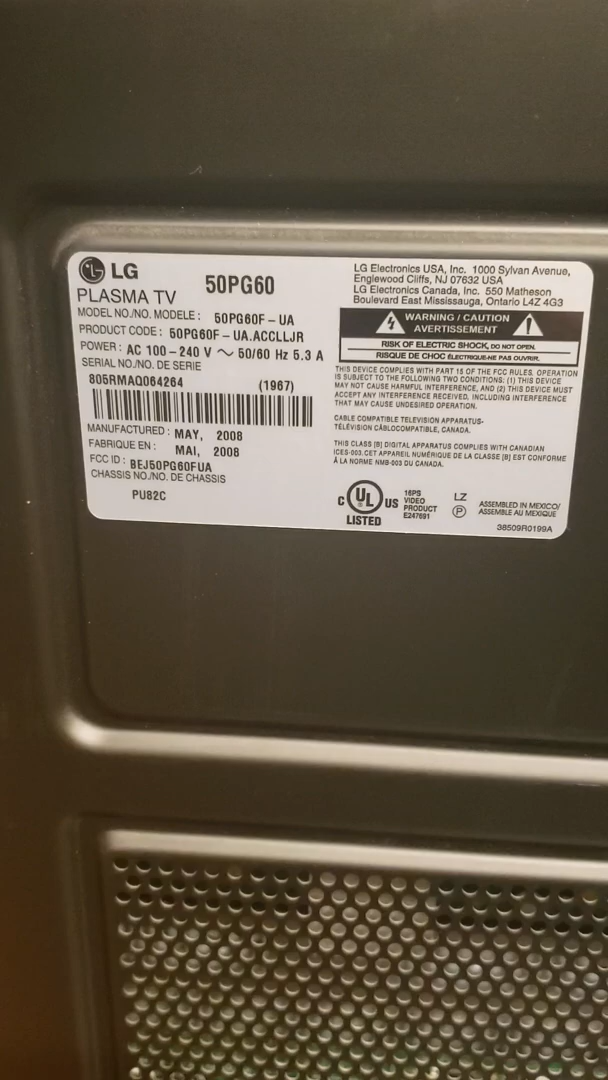 LG
50PG60
PLASMA TV
MODEL NO./NO. MODELE : 50PG60F-UA
PRODUCT CODE : 50PG60F-UA.ACCLLJR
POWER : AC 100-240 V ~ 50/60 Hz 5.3 A
SERIAL NO./NO. DE SERIE
805RMAQ064264 (1967)
MANUFACTURED : MAY, 2008
FABRIQUE EN : MAI, 2008
FCC ID : BEJ50PG60FUA
CHASSIS NO./NO. DE CHASSIS
PU82C
LG Electronics USA, Inc. 1000 Sylvan Avenue,
Englewood Cliffs, NJ 07632 USA
LG Electronics Canada, Inc. 550 Matheson
Boulevard East Mississauga, Ontario L4Z 4G3
WARNING / CAUTION
AVERTISSEMENT
RISK OF ELECTRIC SHOCK, DO NOT OPEN.
RISQUE DE CHOC ÉLECTRIQUE-NE PAS OUVRIR.
THIS DEVICE COMPLIES WITH PART 15 OF THE FCC RULES. OPERATION
IS SUBJECT TO THE FOLLOWING TWO CONDITIONS: (1) THIS DEVICE
MAY NOT CAUSE HARMFUL INTERFERENCE, AND (2) THIS DEVICE MUST
ACCEPT ANY INTERFERENCE RECEIVED, INCLUDING INTERFERENCE
THAT MAY CAUSE UNDESIRED OPERATION.
CABLE COMPATIBLE TELEVISION APPARATUS-
TÉLÉVISION CÂBLOCOMPATIBLE, CANADA.
THIS CLASS [B] DIGITAL APPARATUS COMPLIES WITH CANADIAN
ICES-003. CET APPAREIL NUMÉRIQUE DE LA CLASSE [B] EST CONFORME
À LA NORME NMB-003 DU CANADA.
C UL US
LISTED
16PS
VIDEO
PRODUCT
E247691
LZ
P
ASSEMBLED IN MEXICO/
ASSEMBLE AU MEXIQUE
38509R0199A